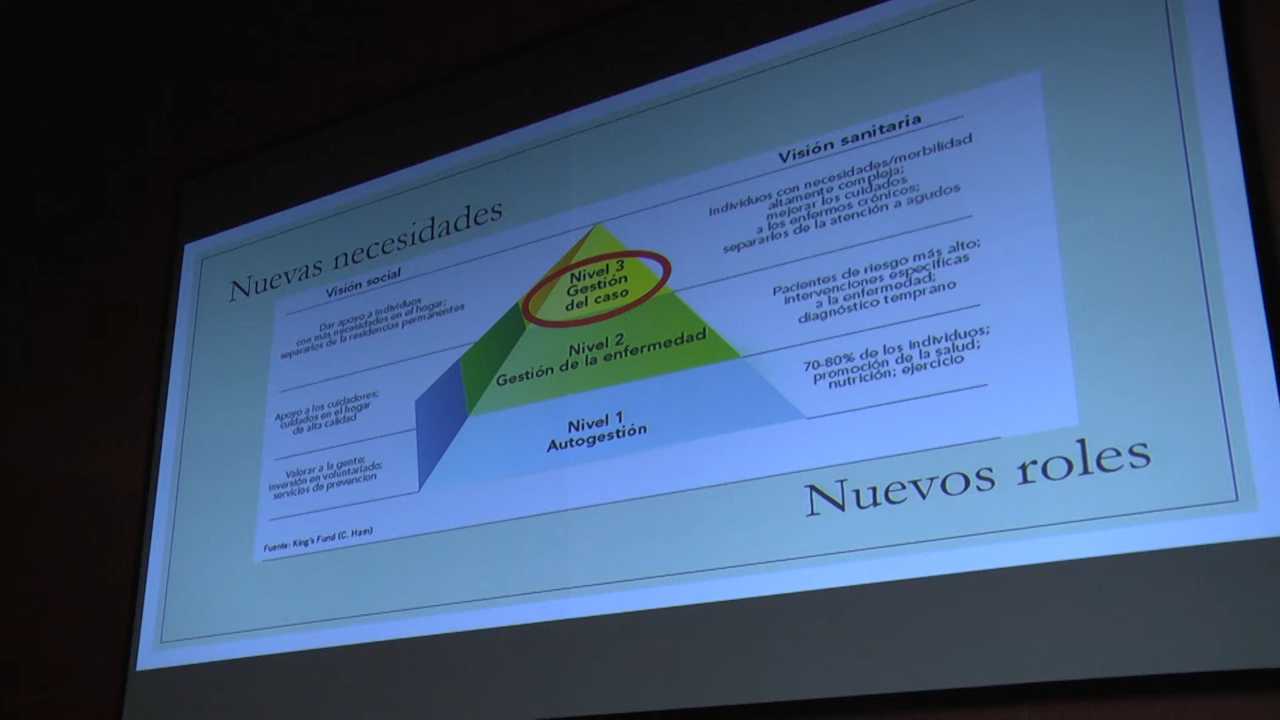 Nuevas necesidades
Visión social
Dar apoyo a individuos
con más necesidades en el hogar;
separarlos de la residencias permanentes
Apoyo a los cuidadores;
cuidados en el hogar
de alta calidad
Valorar a la gente;
inversión en voluntariado;
servicios de prevención
Fuente: King's Fund (C. Ham)
Nivel 3
Gestión
del caso
Nivel 2
Gestión de la enfermedad
Nivel 1
Autogestión
Visión sanitaria
Individuos con necesidades/morbilidad
altamente compleja;
mejorar los cuidados
a los enfermos crónicos;
separarlos de la atención a agudos
Pacientes de riesgo más alto;
intervenciones específicas
a la enfermedad;
diagnóstico temprano
70-80% de los individuos;
promoción de la salud;
nutrición; ejercicio
Nuevos roles